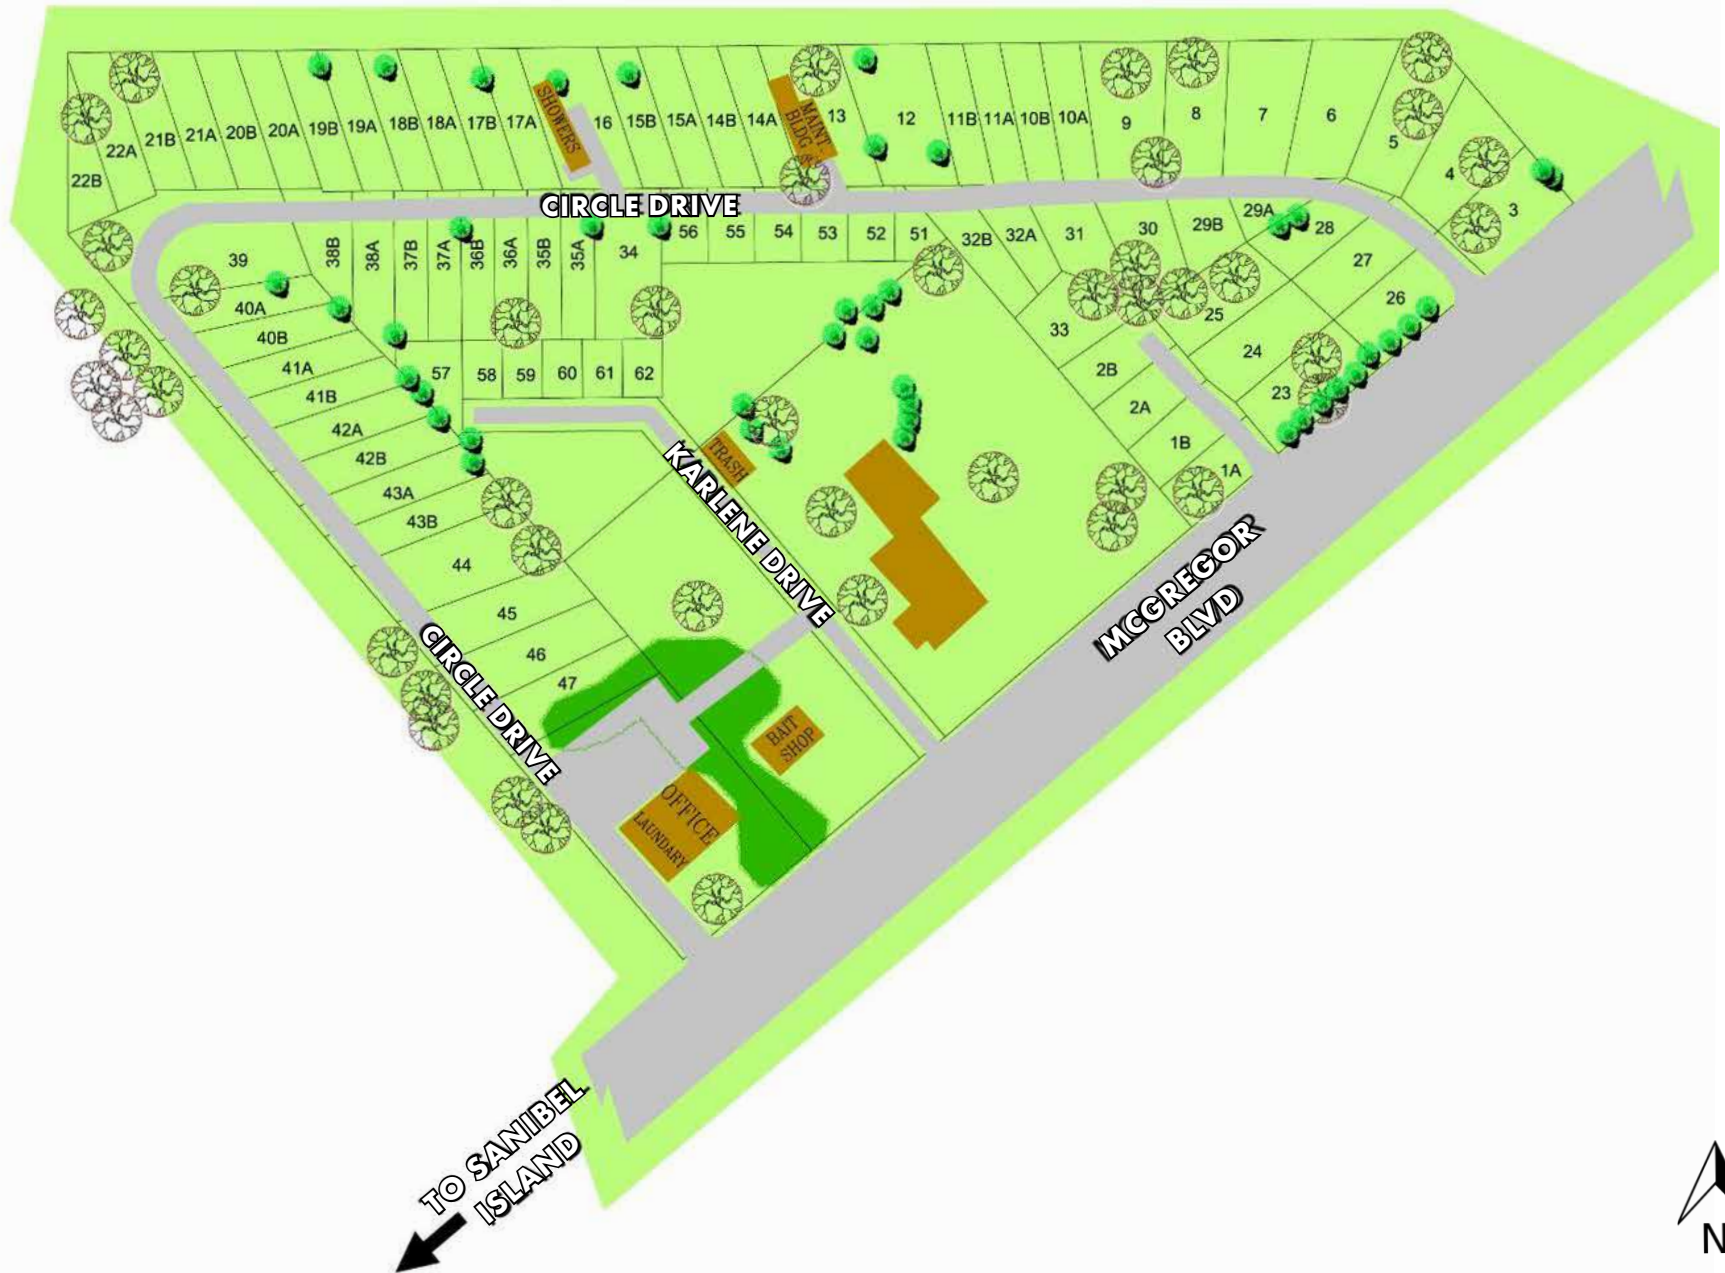 22B
22A
21B
21A
20B
20A
19B
19A
18B
18A
17B
17A
SHOWERS
16
15B
15A
14B
14A
MAINT.
BLDG
13
12
11B
11A
10B
10A
9
8
7
6
5
4
3
CIRCLE DRIVE
39
38B
38A
37B
37A
36B
36A
35B
35A
34
56
55
54
53
52
51
32B
32A
31
30
29B
29A
28
27
26
25
24
23
33
2B
2A
1B
1A
40A
40B
41A
41B
42A
42B
43A
43B
44
45
46
47
57
58
59
60
61
62
TRASH
KARLENE DRIVE
CIRCLE DRIVE
BAIT
SHOP
OFFICE
LAUNDARY
MCGREGOR
BLVD
TO SANIBEL
ISLAND
N